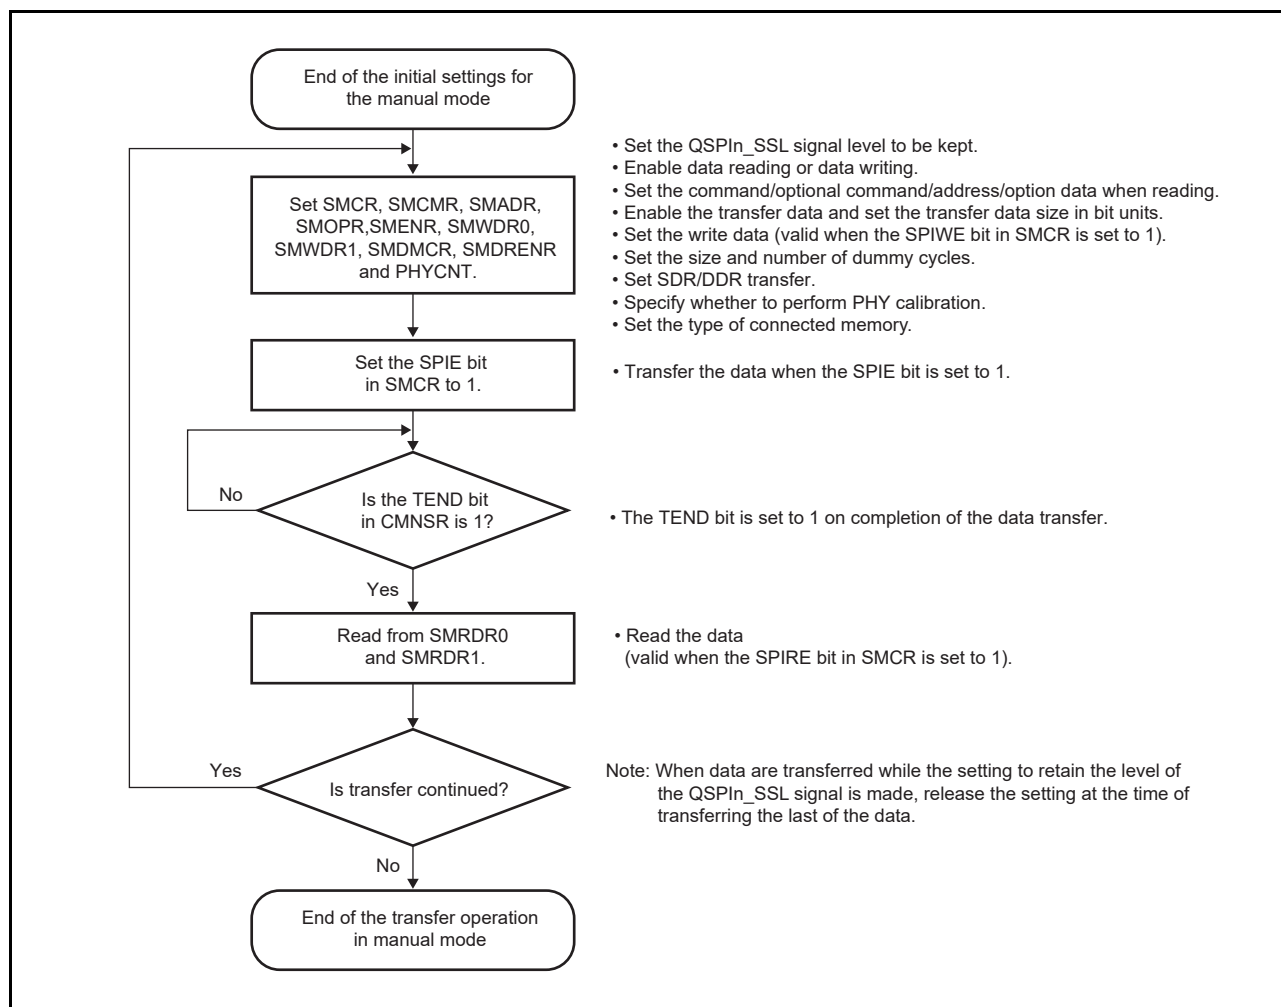 End of the initial settings for
the manual mode
• Set the QSPIn_SSL signal level to be kept.
• Enable data reading or data writing.
• Set the command/optional command/address/option data when reading.
• Enable the transfer data and set the transfer data size in bit units.
• Set the write data (valid when the SPIWE bit in SMCR is set to 1).
• Set the size and number of dummy cycles.
• Set SDR/DDR transfer.
• Specify whether to perform PHY calibration.
• Set the type of connected memory.
Set SMCR, SMCMR, SMADR,
SMOPR,SMENR, SMWDR0,
SMWDR1, SMDMCR, SMDRENR
and PHYCNT.
Set the SPIE bit
in SMCR to 1.
• Transfer the data when the SPIE bit is set to 1.
No
Is the TEND bit
in CMNSR is 1?
• The TEND bit is set to 1 on completion of the data transfer.
Yes
Read from SMRDR0
and SMRDR1.
• Read the data
(valid when the SPIRE bit in SMCR is set to 1).
Yes
Is transfer continued?
Note: When data are transferred while the setting to retain the level of
the QSPIn_SSL signal is made, release the setting at the time of
transferring the last of the data.
No
End of the transfer operation
in manual mode